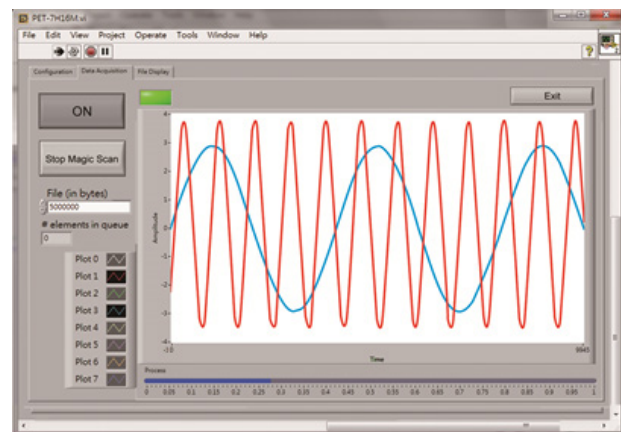 PET-7H16M.vi
File Edit View Project Operate Tools Window Help
Configuration Data Acquisition File Display
ON
Exit
Stop Magic Scan
File (in bytes)
5000000
# elements in queue
0
Plot 0
Plot 1
Plot 2
Plot 3
Plot 4
Plot 5
Plot 6
Plot 7
Amplitude
4
3
2
1
0
-1
-2
-3
-4
Time
Process
0 0.05 0.1 0.15 0.2 0.25 0.3 0.35 0.4 0.45 0.5 0.55 0.6 0.65 0.7 0.75 0.8 0.85 0.9 0.95 1